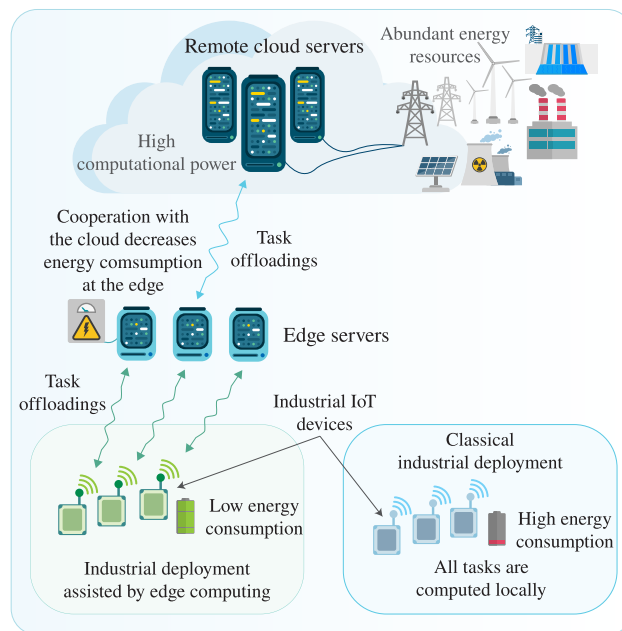 Remote cloud servers
Abundant energy
resources
High
computational power
Cooperation with
the cloud decreases
energy comsumption
at the edge
Task
offloadings
Edge servers
Task
offloadings
Industrial IoT
devices
Low energy
consumption
Industrial deployment
assisted by edge computing
Classical
industrial deployment
High energy
consumption
All tasks are
computed locally